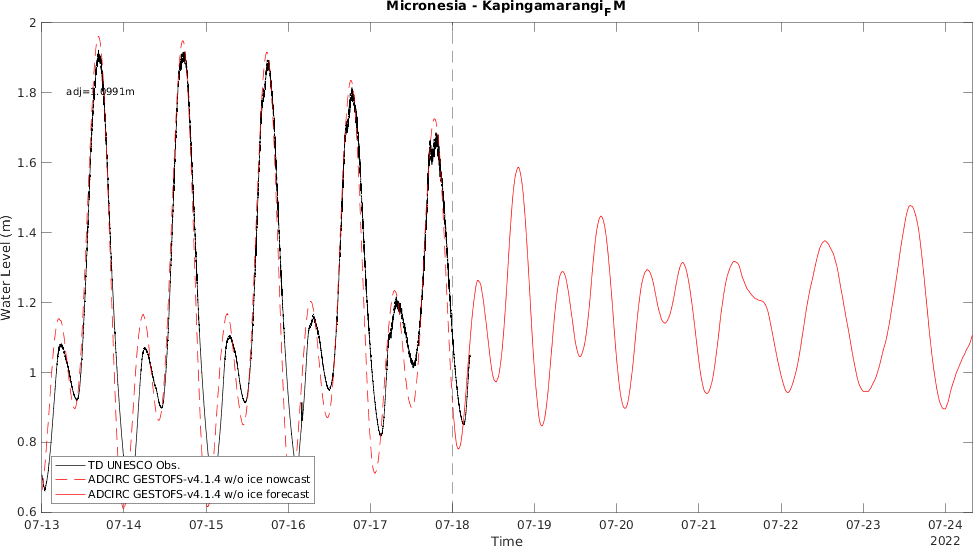 Micronesia - Kapingamarangi_FM
2
1.8
adj=1.0991m
1.6
1.4
1.2
1
0.8
0.6
Water Level (m)
TD UNESCO Obs.
ADCIRC GESTOFS-v4.1.4 w/o ice nowcast
ADCIRC GESTOFS-v4.1.4 w/o ice forecast
07-13 07-14 07-15 07-16 07-17 07-18 07-19 07-20 07-21 07-22 07-23 07-24
Time 2022